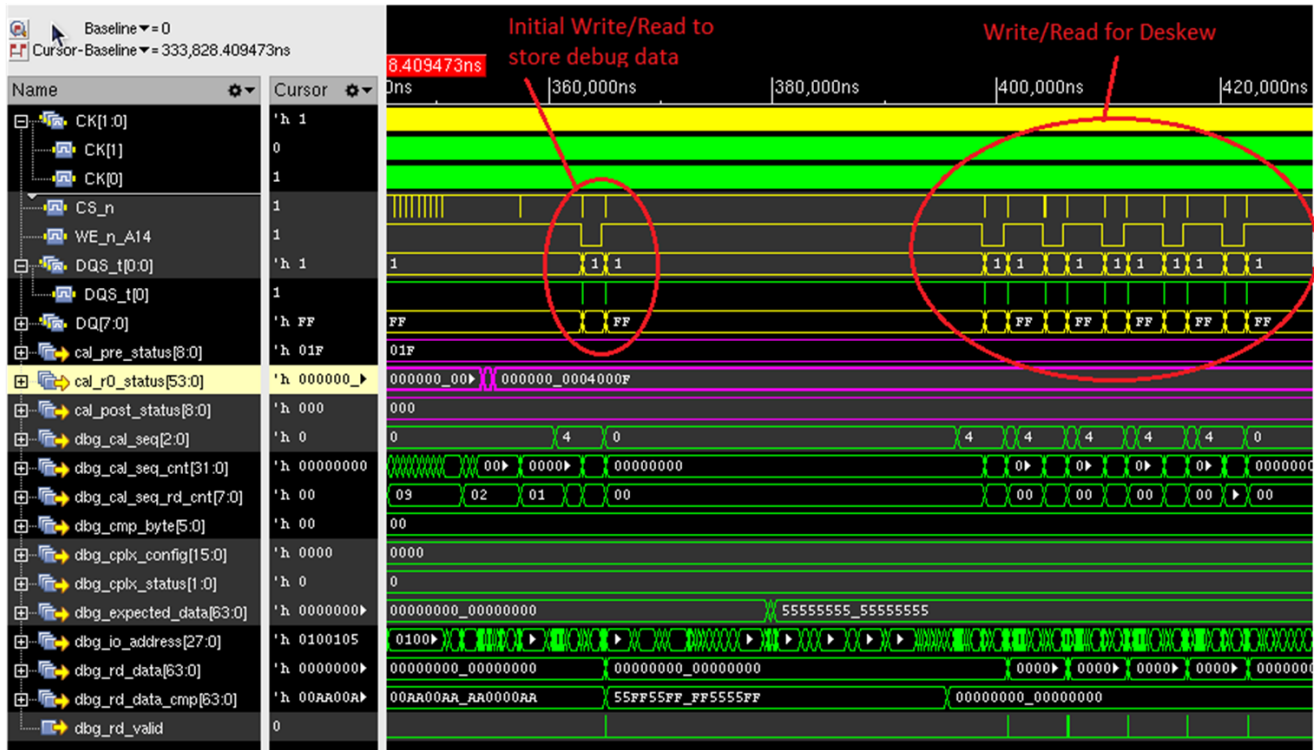 Baseline ▾= 0
Cursor-Baseline ▾= 333,828.409473ns
Initial Write/Read to
store debug data
Write/Read for Deskew
8.409473ns
Name Cursor 0ns 360,000ns 380,000ns 400,000ns 420,000ns
CK[1:0] 'h 1
CK[1] 0
CK[0] 1
CS_n 1
WE_n_A14 1
DQS_t[0:0] 'h 1 1 1 1 1 1 1 1 1 1 1 1 1
DQS_t[0] 1
DQ[7:0] 'h FF FF FF FF FF FF FF FF
cal_pre_status[8:0] 'h 01F 01F
cal_r0_status[53:0] 'h 000000_ 000000_00 000000_0004000F
cal_post_status[8:0] 'h 000 000
dbg_cal_seq[2:0] 'h 0 0 4 0 4 4 4 4 4 0
dbg_cal_seq_cnt[31:0] 'h 00000000 00 0000 00000000 0 0 0 0 0000000
dbg_cal_seq_rd_cnt[7:0] 'h 00 09 02 01 00 00 00 00 00 00
dbg_cmp_byte[5:0] 'h 00 00
dbg_cplx_config[15:0] 'h 0000 0000
dbg_cplx_status[1:0] 'h 0 0
dbg_expected_data[63:0] 'h 0000000 00000000_00000000 55555555_55555555
dbg_io_address[27:0] 'h 0100105 0100
dbg_rd_data[63:0] 'h 0000000 00000000_00000000 00000000_00000000 0000 0000 0000 0000 0000000
dbg_rd_data_cmp[63:0] 'h 00AA00A 00AA00AA_AA0000AA 55FF55FF_FF5555FF 00000000_00000000
dbg_rd_valid 0